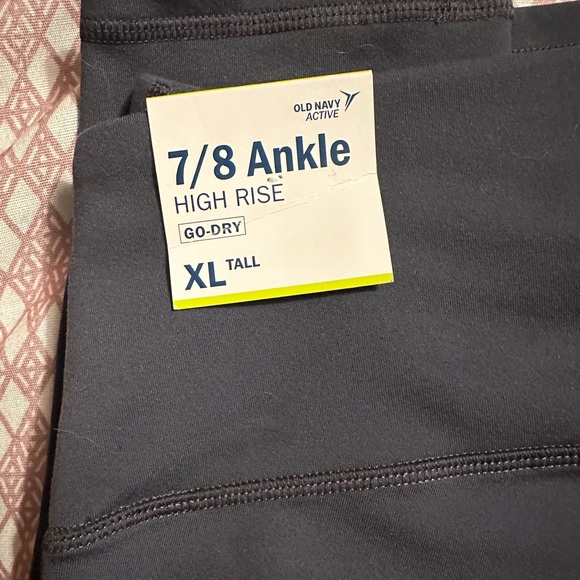 OLD NAVY
ACTIVE
7/8 Ankle
HIGH RISE
GO-DRY
XL TALL